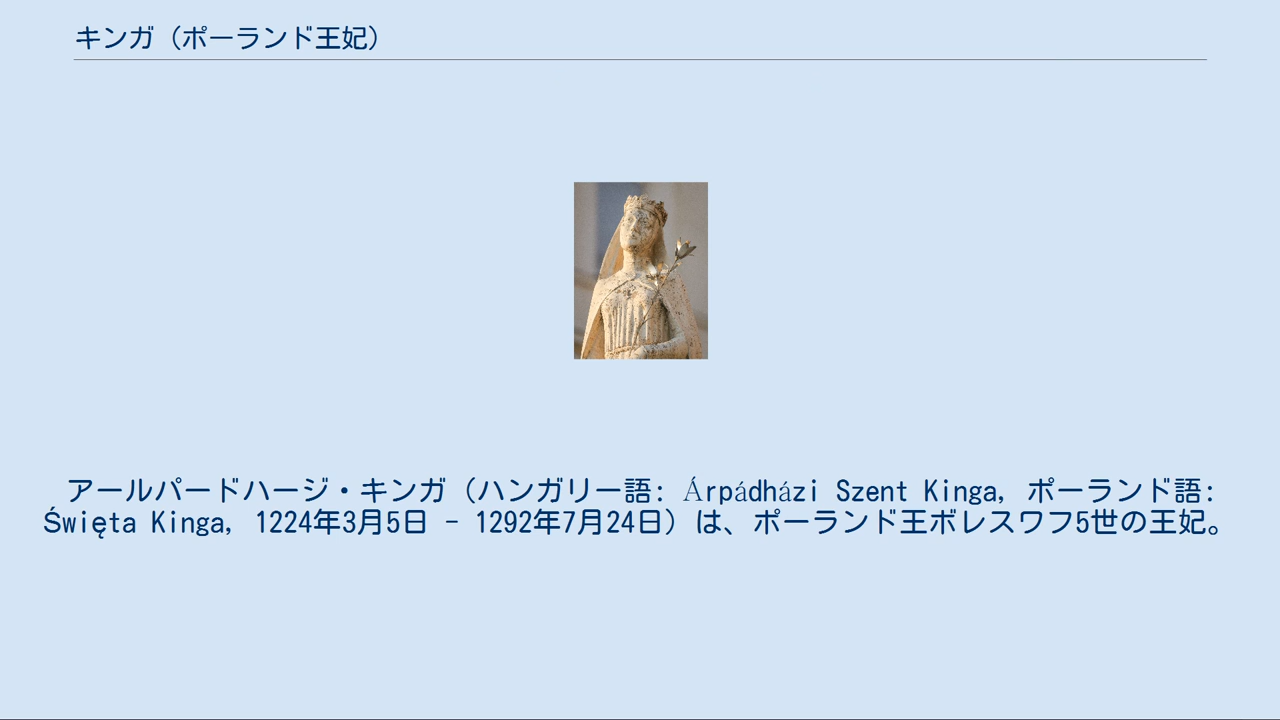 キンガ（ポーランド王妃）
アールパードハージ・キンガ（ハンガリー語: Árpádházi Szent Kinga, ポーランド語:
Święta Kinga, 1224年3月5日 - 1292年7月24日）は、ポーランド王ボレスワフ5世の王妃。